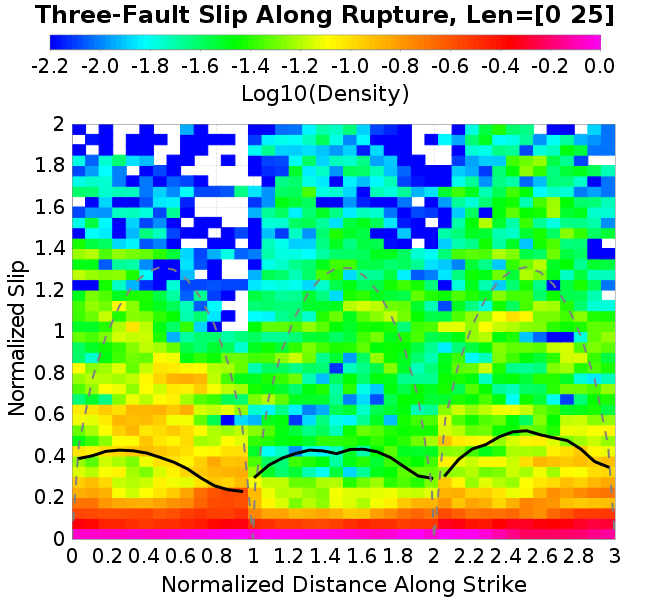 Three-Fault Slip Along Rupture, Len=[0 25]
-2.2 -2.0 -1.8 -1.6 -1.4 -1.2 -1.0 -0.8 -0.6 -0.4 -0.2 0.0
Log10(Density)
2
1.8
1.6
1.4
1.2
1
0.8
0.6
0.4
0.2
0
Normalized Slip
0 0.2 0.4 0.6 0.8 1 1.2 1.4 1.6 1.8 2 2.2 2.4 2.6 2.8 3
Normalized Distance Along Strike